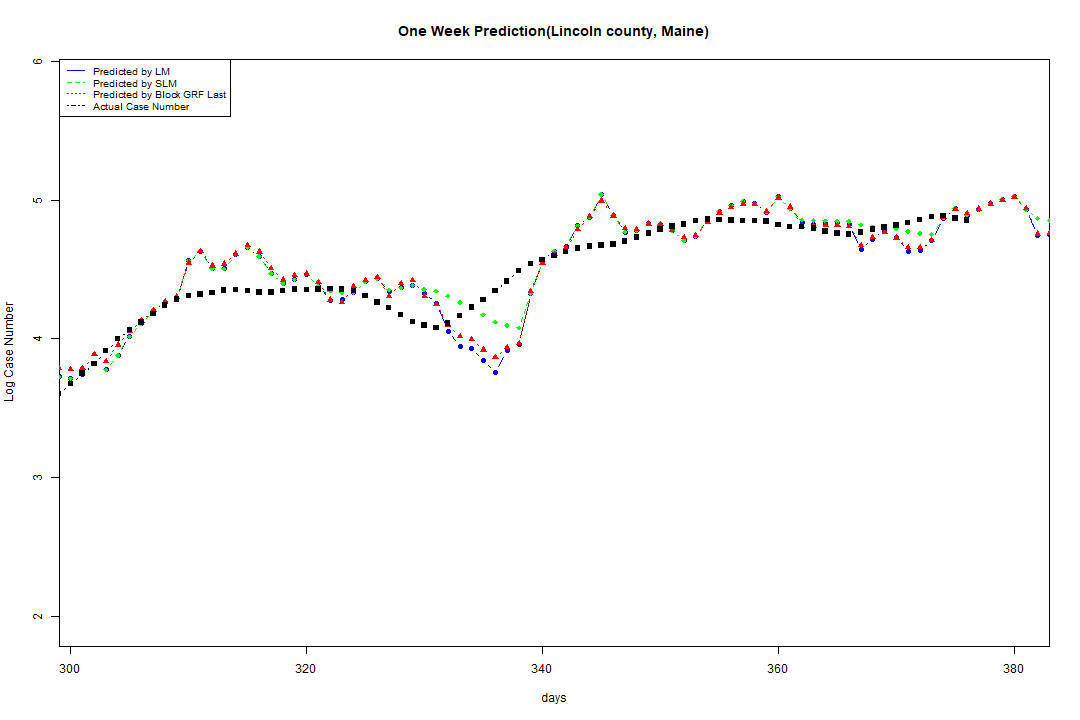 One Week Prediction(Lincoln county, Maine)
Predicted by LM
Predicted by SLM
Predicted by Block GRF Last
Actual Case Number
6
5
4
3
2
Log Case Number
300 320 340 360 380
days